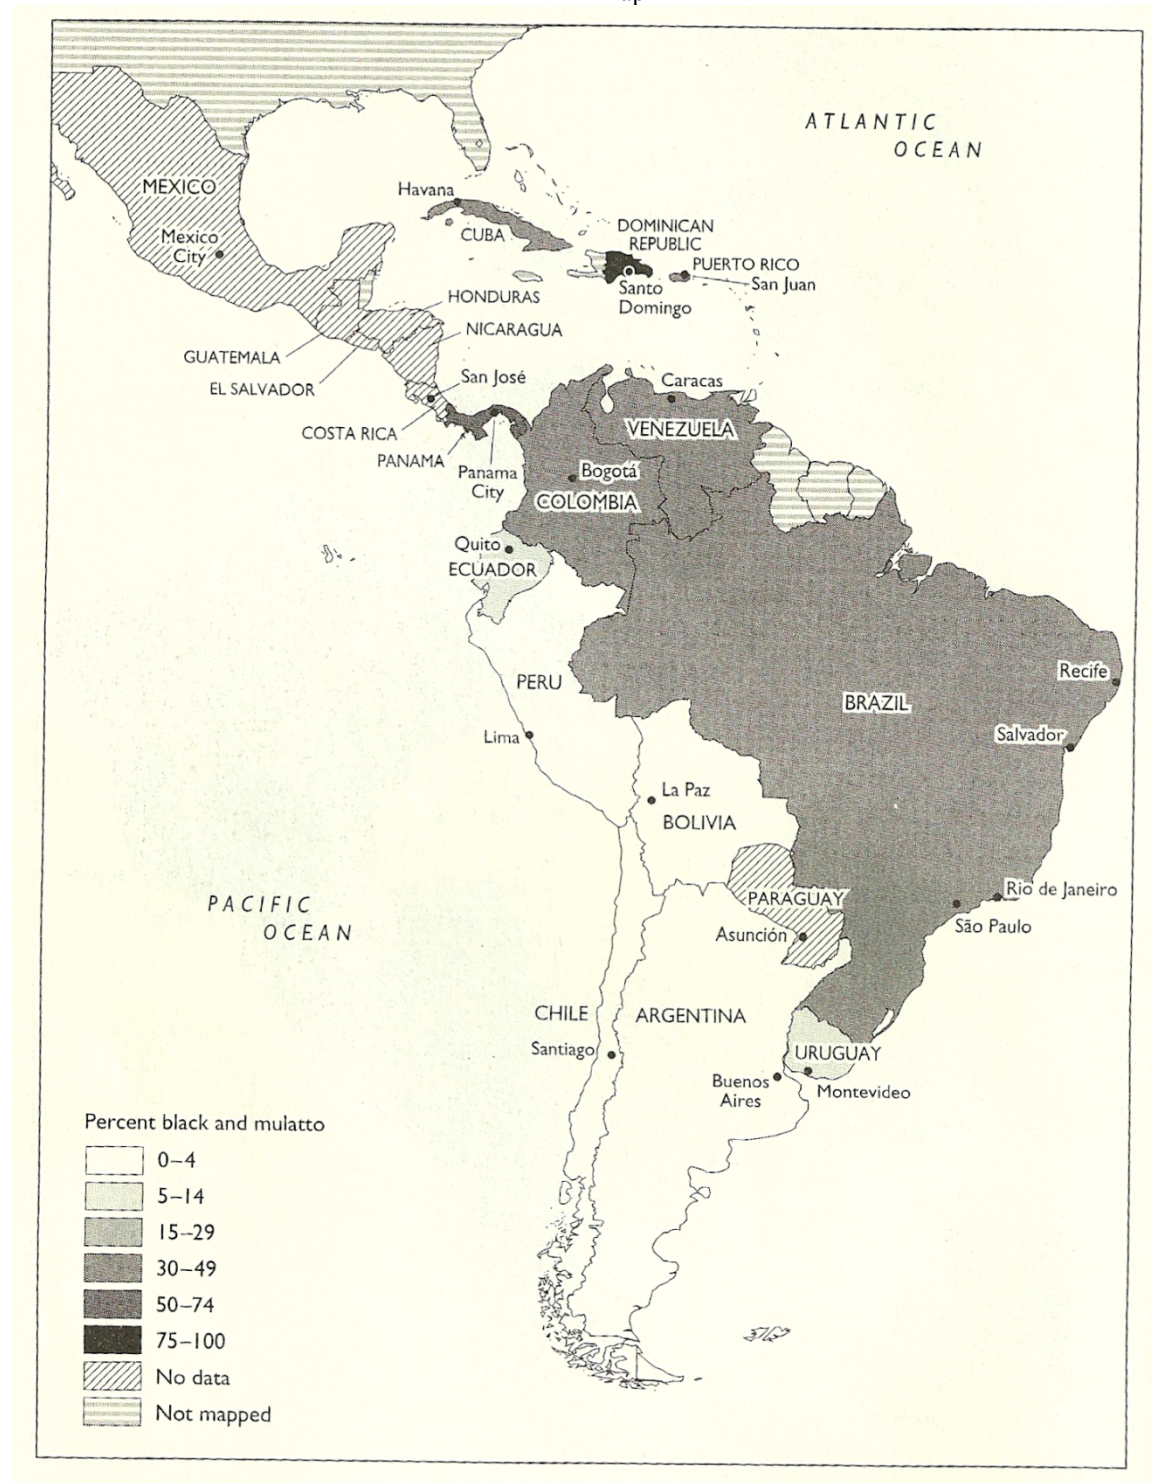 ATLANTIC
OCEAN
MEXICO
Havana
Mexico
City
CUBA
DOMINICAN
REPUBLIC
PUERTO RICO
San Juan
Santo
Domingo
HONDURAS
NICARAGUA
GUATEMALA
EL SALVADOR
San José
Caracas
COSTA RICA
VENEZUELA
PANAMA
Panama
City
Bogotá
COLOMBIA
Quito
ECUADOR
PERU
Recife
BRAZIL
Lima
Salvador
La Paz
BOLIVIA
PACIFIC
OCEAN
PARAGUAY
Rio de Janeiro
São Paulo
Asunción
CHILE
ARGENTINA
Santiago
URUGUAY
Buenos
Aires
Montevideo
Percent black and mulatto
0–4
5–14
15–29
30–49
50–74
75–100
No data
Not mapped